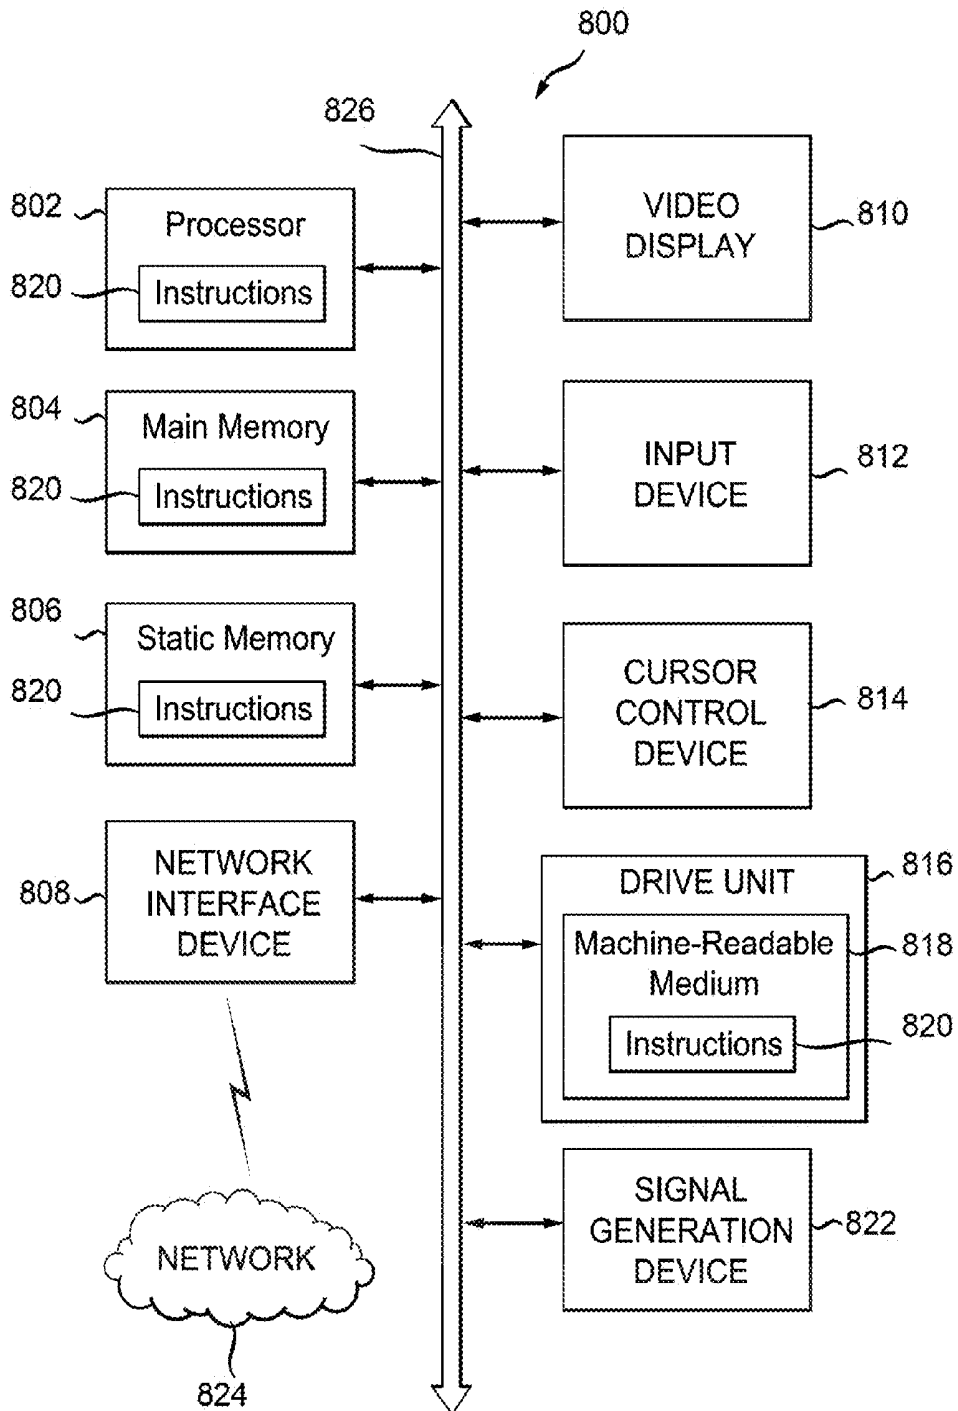 800
826
802
Processor
820
Instructions
804
Main Memory
820
Instructions
806
Static Memory
820
Instructions
808
NETWORK
INTERFACE
DEVICE
NETWORK
824
VIDEO
DISPLAY
810
INPUT
DEVICE
812
CURSOR
CONTROL
DEVICE
814
DRIVE UNIT
816
Machine-Readable
Medium
818
Instructions
820
SIGNAL
GENERATION
DEVICE
822